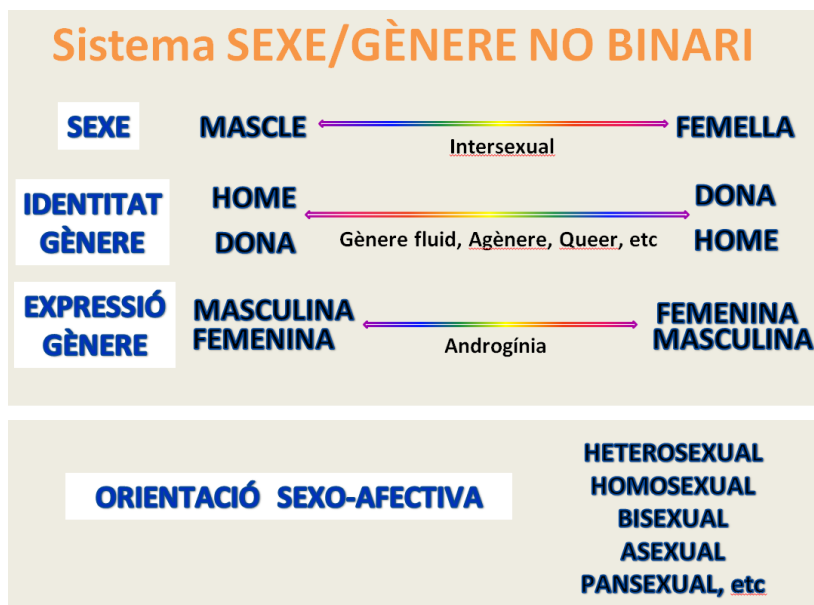 Sistema SEXE/GÈNERE NO BINARI
SEXE
MASCLE
FEMELLA
Intersexual
IDENTITAT
GÈNERE
HOME
DONA
Gènere fluid, Agènere, Queer, etc
DONA
HOME
EXPRESSIÓ
GÈNERE
MASCULINA
FEMENINA
Androgínia
FEMENINA
MASCULINA
ORIENTACIÓ SEXO-AFECTIVA
HETEROSEXUAL
HOMOSEXUAL
BISEXUAL
ASEXUAL
PANSEXUAL, etc